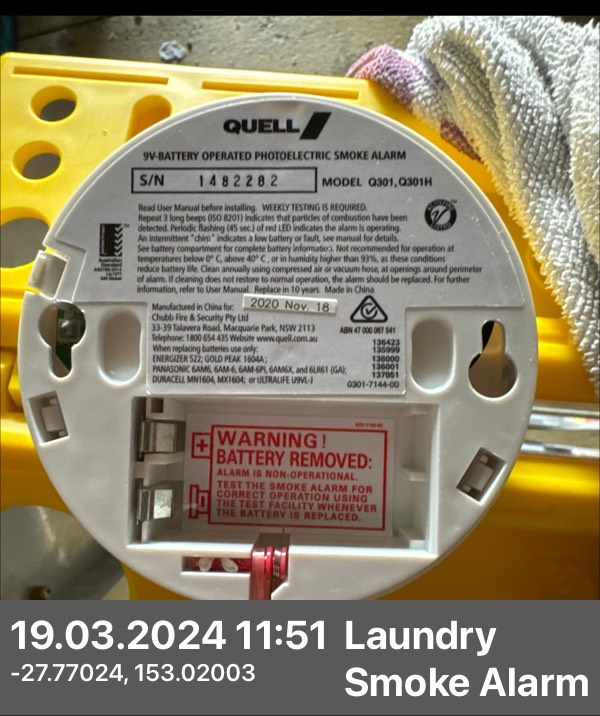 QUELL
9V-BATTERY OPERATED PHOTOELECTRIC SMOKE ALARM
S/N 1482282 MODEL Q301,Q301H
Read User Manual before installing. WEEKLY TESTING IS REQUIRED.
Repeat 3 long beeps (ISO 8201) indicates that particles of combustion have been
detected. Periodic flashing (45 sec.) of red LED indicates the alarm is operating.
An intermittent "chirp" indicates a low battery or fault, see manual for details.
See battery compartment for complete battery information. Not recommended for operation at
temperatures below 0° C, above 40° C, or in humidity higher than 93%, as these conditions
reduce battery life. Clean annually using compressed air or vacuum hose, at openings around perimeter
of alarm. If cleaning does not restore to normal operation, the alarm should be replaced. For further
information, refer to User Manual. Replace in 10 years. Made in China
Manufactured in China for: 2020 Nov. 18
Chubb Fire & Security Pty Ltd
33-39 Talavera Road, Macquarie Park, NSW 2113
Telephone: 1800 654 435 Website www.quell.com.au
When replacing batteries use only:
ENERGIZER 522; GOLD PEAK 1604A;
PANASONIC 6AM6, 6AM-6, 6AM-6PI, 6AM6X, and 6LR61 (GA);
DURACELL MN1604, MX1604; or ULTRALIFE U9VL-J
ABN 47 000 067 541
136423
135999
136000
136001
137051
0301-7144-00
WARNING!
BATTERY REMOVED:
ALARM IS NON-OPERATIONAL.
TEST THE SMOKE ALARM FOR
CORRECT OPERATION USING
THE TEST FACILITY WHENEVER
THE BATTERY IS REPLACED.
19.03.2024 11:51
-27.77024, 153.02003
Laundry
Smoke Alarm